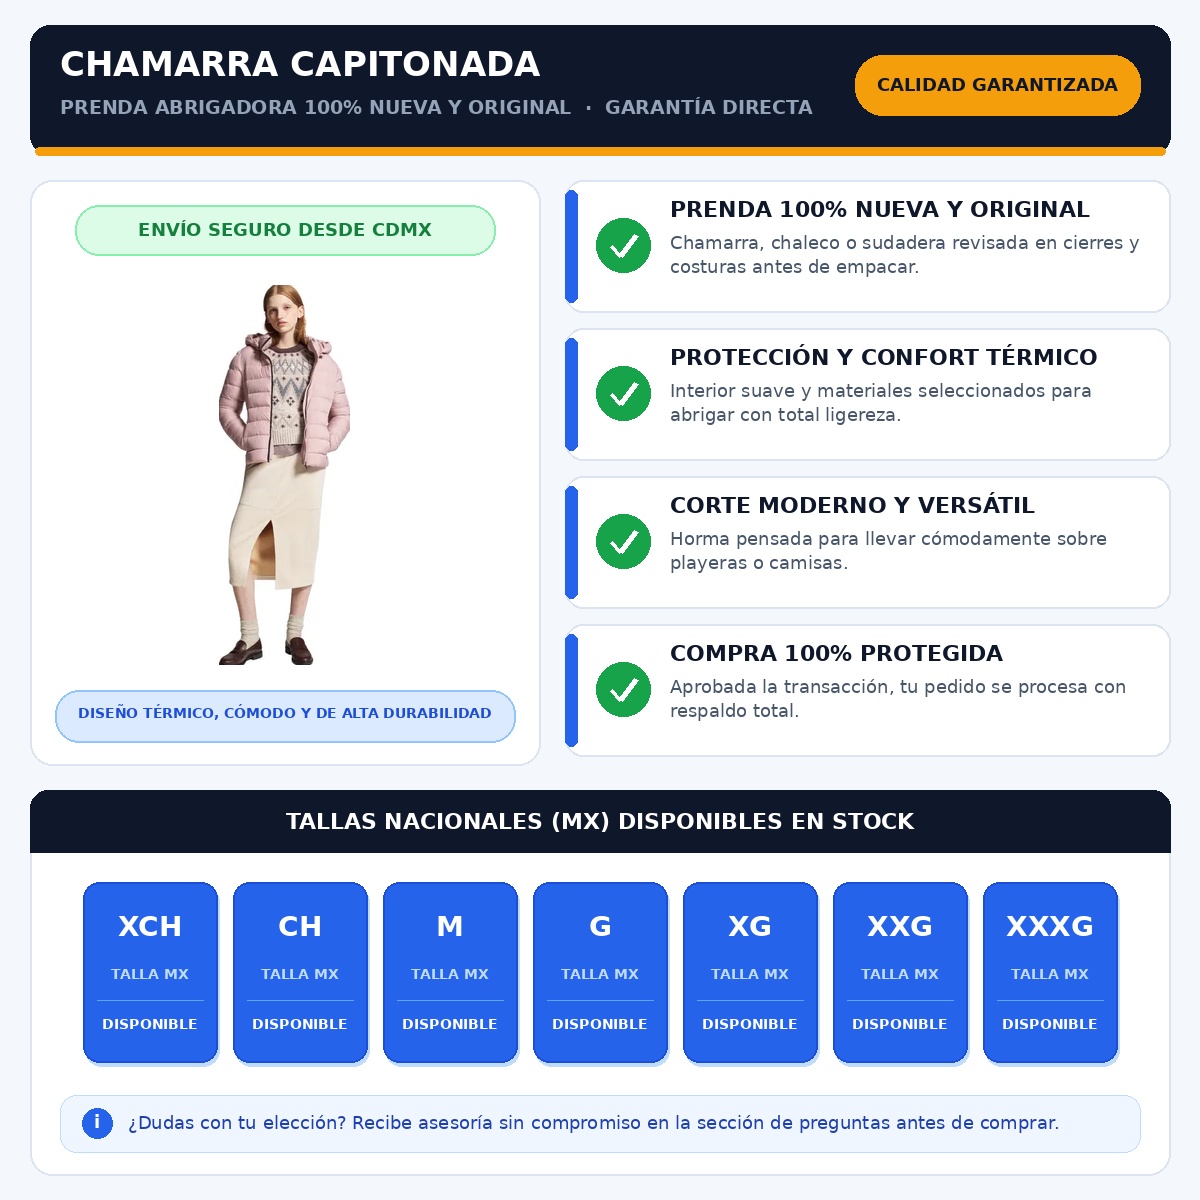 CHAMARRA CAPITONADA
PRENDA ABRIGADORA 100% NUEVA Y ORIGINAL · GARANTÍA DIRECTA
CALIDAD GARANTIZADA
ENVÍO SEGURO DESDE CDMX
DISEÑO TÉRMICO, CÓMODO Y DE ALTA DURABILIDAD
PRENDA 100% NUEVA Y ORIGINAL
Chamarra, chaleco o sudadera revisada en cierres y
costuras antes de empacar.
PROTECCIÓN Y CONFORT TÉRMICO
Interior suave y materiales seleccionados para
abrigar con total ligereza.
CORTE MODERNO Y VERSÁTIL
Horma pensada para llevar cómodamente sobre
playeras o camisas.
COMPRA 100% PROTEGIDA
Aprobada la transacción, tu pedido se procesa con
respaldo total.
TALLAS NACIONALES (MX) DISPONIBLES EN STOCK
XCH
TALLA MX
DISPONIBLE
CH
TALLA MX
DISPONIBLE
M
TALLA MX
DISPONIBLE
G
TALLA MX
DISPONIBLE
XG
TALLA MX
DISPONIBLE
XXG
TALLA MX
DISPONIBLE
XXXG
TALLA MX
DISPONIBLE
i ¿Dudas con tu elección? Recibe asesoría sin compromiso en la sección de preguntas antes de comprar.